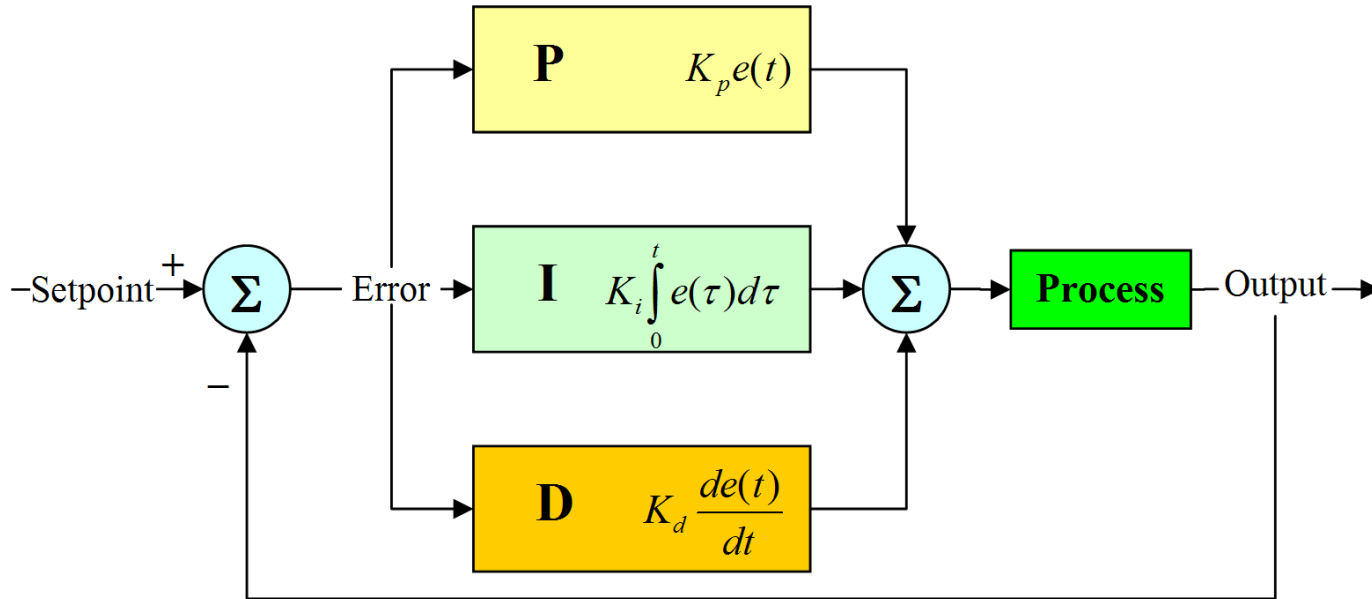 P K_p e(t)
–Setpoint + Σ Error I K_i ∫_0^t e(τ)dτ Σ Process Output
−
D K_d de(t)/dt